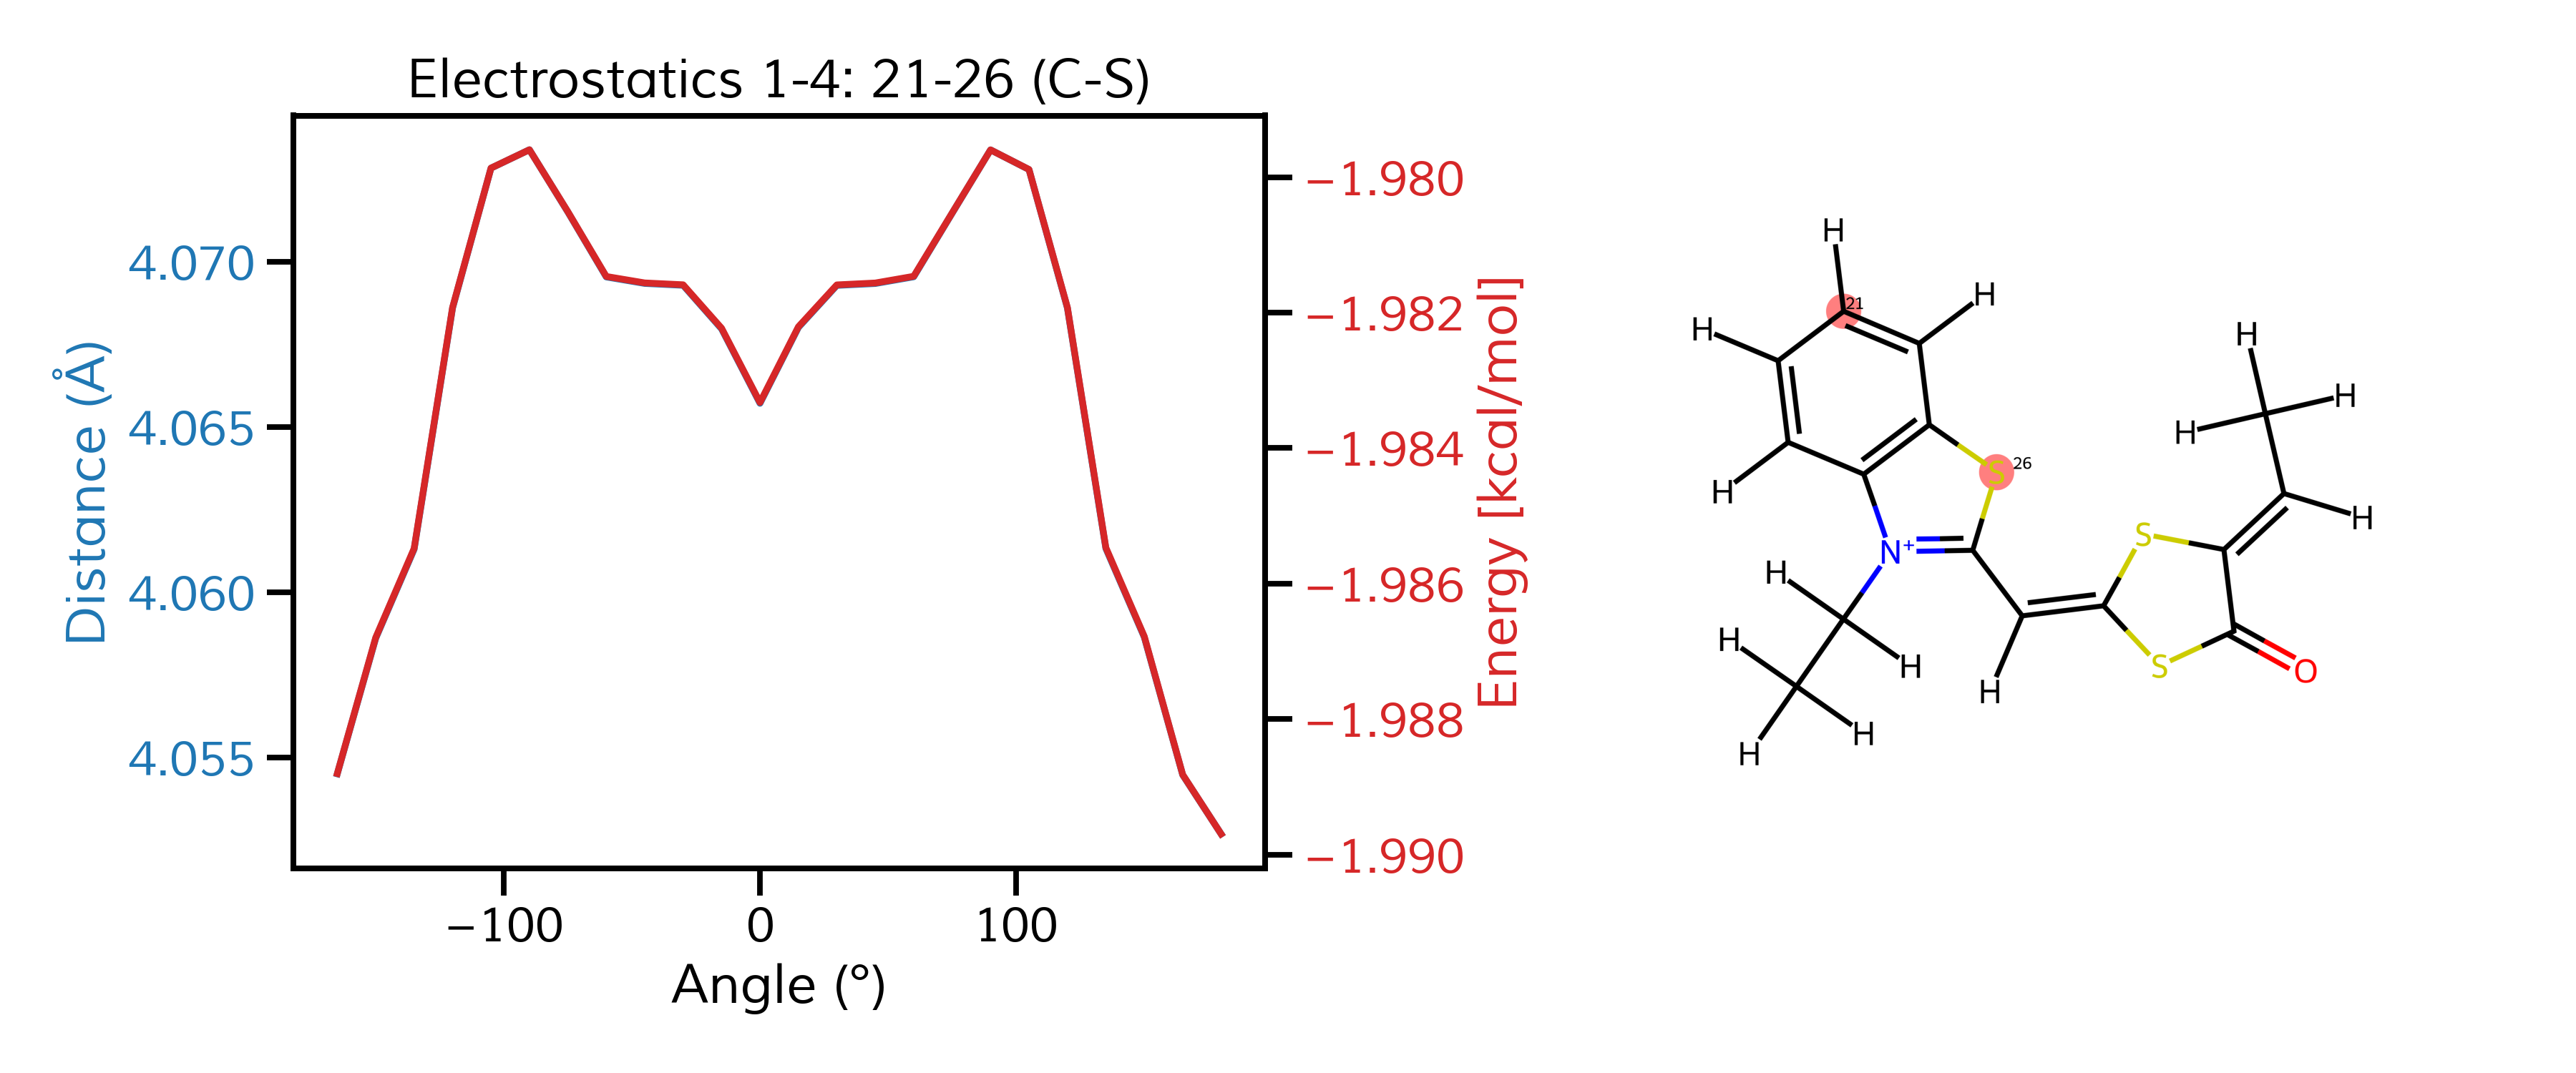 Electrostatics 1-4: 21-26 (C-S)
Distance (Å)
4.070
4.065
4.060
4.055
−100
0
100
Angle (°)
−1.980
−1.982
−1.984
−1.986
−1.988
−1.990
Energy [kcal/mol]
H
H
21
H
H
H
H
H
S
26
H
H
S
N+
H
H
H
S
O
H
H
H
H